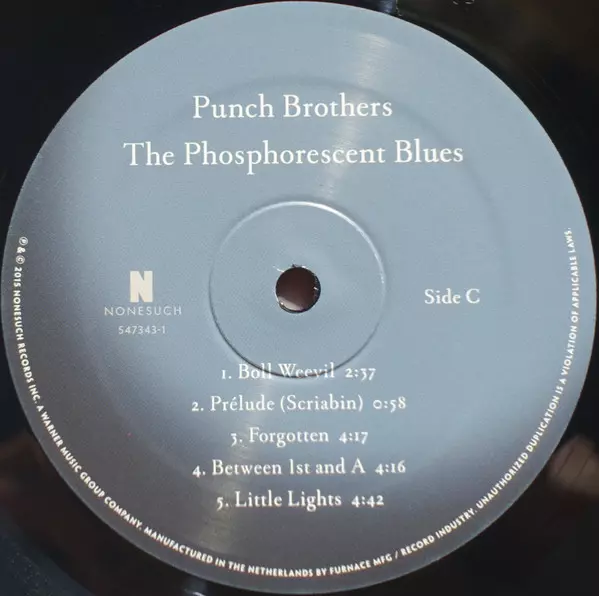 Punch Brothers
The Phosphorescent Blues
N
NONESUCH
547343-1
Side C
1. Boll Weevil 2:37
2. Prélude (Scriabin) 0:58
3. Forgotten 4:17
4. Between 1st and A 4:16
5. Little Lights 4:42
℗ & © 2015 NONESUCH RECORDS INC. A WARNER MUSIC GROUP COMPANY. MANUFACTURED IN THE NETHERLANDS BY FURNACE MFG / RECORD INDUSTRY. UNAUTHORIZED DUPLICATION IS A VIOLATION OF APPLICABLE LAWS.